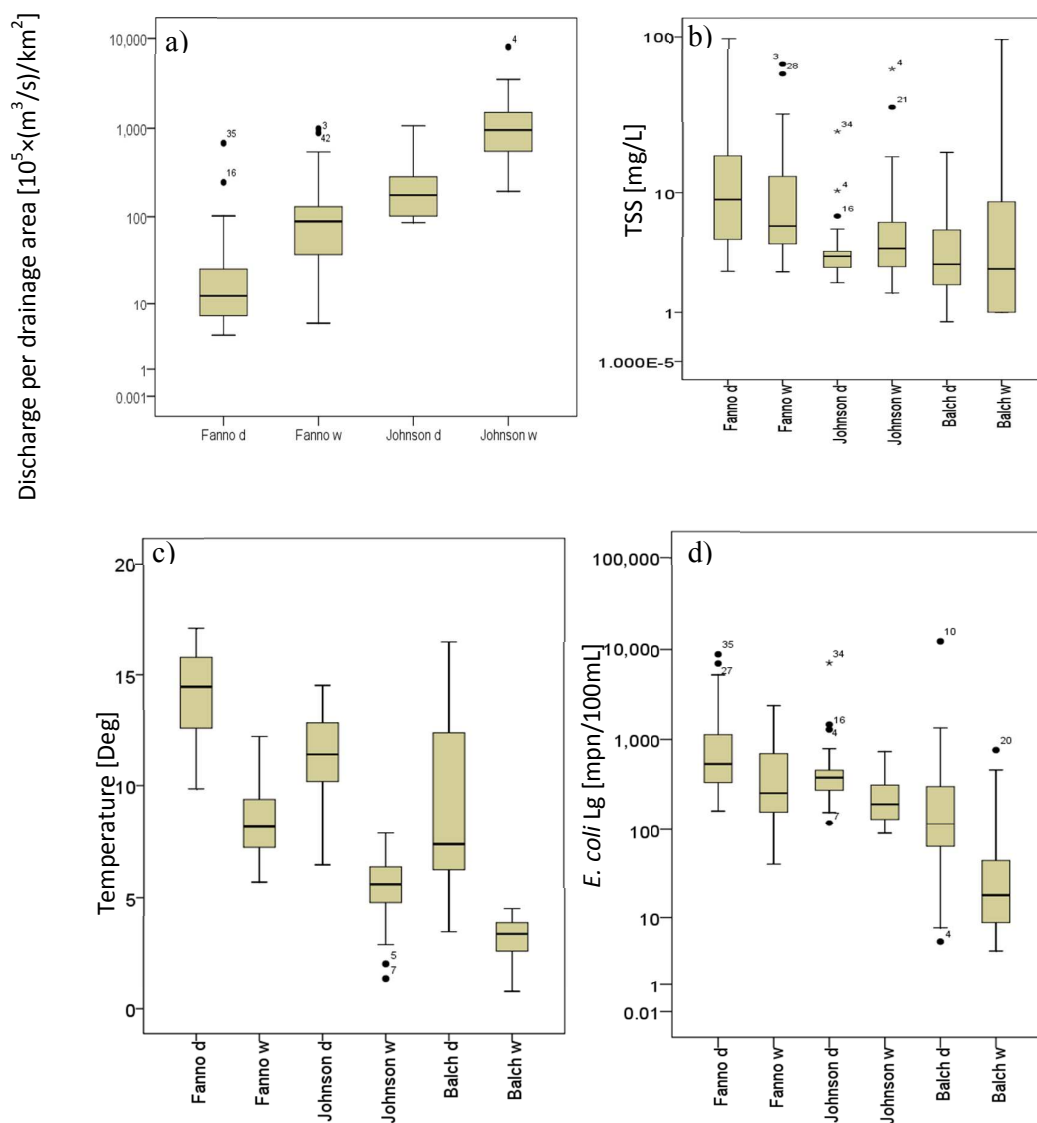 a)
Discharge per drainage area [10⁵×(m³/s)/km²]
10,000
1,000
100
10
1
0.001
35
16
3
42
4
Fanno d
Fanno w
Johnson d
Johnson w
b)
TSS [mg/L]
100
10
1
1.000E-5
3
28
34
4
16
4
21
Fanno d
Fanno w
Johnson d
Johnson w
Balch d
Balch w
c)
Temperature [Deg]
20
15
10
5
0
5
7
Fanno d
Fanno w
Johnson d
Johnson w
Balch d
Balch w
d)
E. coli Lg [mpn/100mL]
100,000
10,000
1,000
100
10
1
0.01
35
27
34
16
4
7
10
4
20
Fanno d
Fanno w
Johnson d
Johnson w
Balch d
Balch w